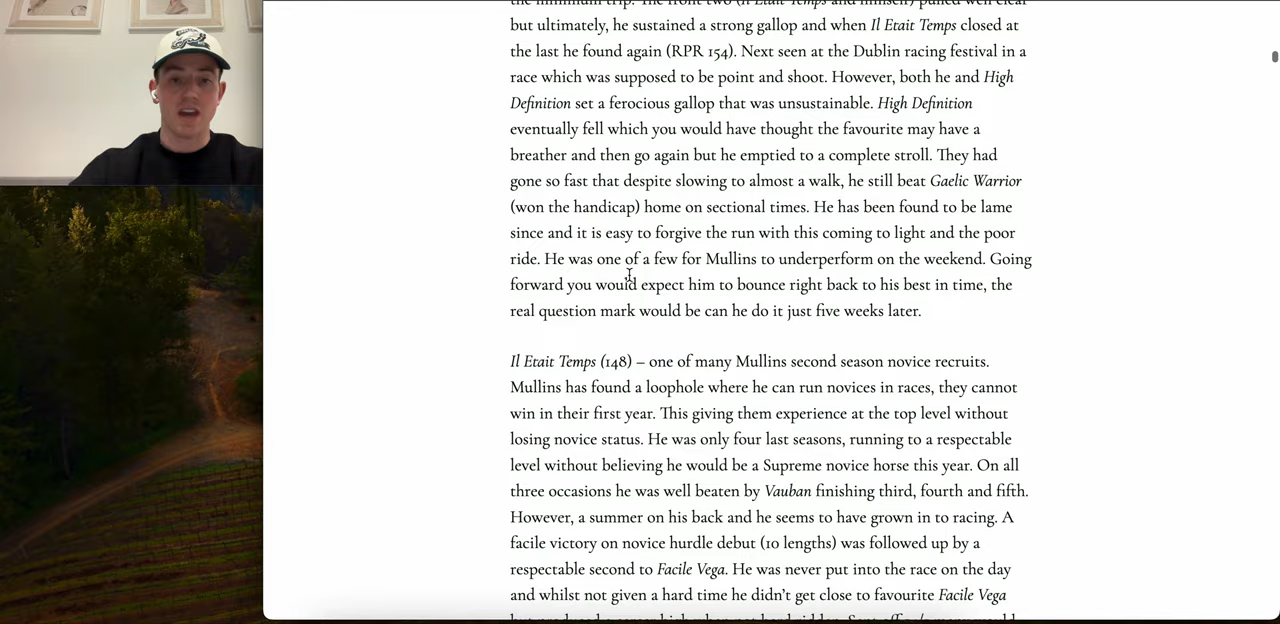 the minimum trip. The front two (Il Etait Temps and himself) pulled well clear
but ultimately, he sustained a strong gallop and when Il Etait Temps closed at
the last he found again (RPR 154). Next seen at the Dublin racing festival in a
race which was supposed to be point and shoot. However, both he and High
Definition set a ferocious gallop that was unsustainable. High Definition
eventually fell which you would have thought the favourite may have a
breather and then go again but he emptied to a complete stroll. They had
gone so fast that despite slowing to almost a walk, he still beat Gaelic Warrior
(won the handicap) home on sectional times. He has been found to be lame
since and it is easy to forgive the run with this coming to light and the poor
ride. He was one of a few for Mullins to underperform on the weekend. Going
forward you would expect him to bounce right back to his best in time, the
real question mark would be can he do it just five weeks later.
Il Etait Temps (148) – one of many Mullins second season novice recruits.
Mullins has found a loophole where he can run novices in races, they cannot
win in their first year. This giving them experience at the top level without
losing novice status. He was only four last seasons, running to a respectable
level without believing he would be a Supreme novice horse this year. On all
three occasions he was well beaten by Vauban finishing third, fourth and fifth.
However, a summer on his back and he seems to have grown in to racing. A
facile victory on novice hurdle debut (10 lengths) was followed up by a
respectable second to Facile Vega. He was never put into the race on the day
and whilst not given a hard time he didn't get close to favourite Facile Vega